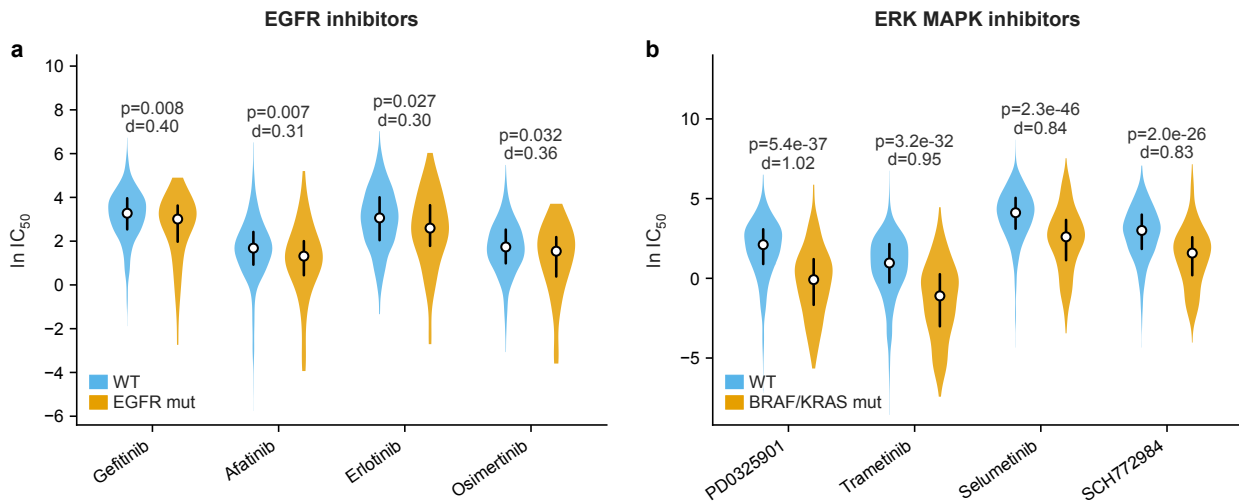 EGFR inhibitors
a
10
8
6
4
2
0
−2
−4
−6
ln IC50
p=0.008
d=0.40
p=0.007
d=0.31
p=0.027
d=0.30
p=0.032
d=0.36
WT
EGFR mut
Gefitinib
Afatinib
Erlotinib
Osimertinib
ERK MAPK inhibitors
b
10
5
0
−5
ln IC50
p=5.4e-37
d=1.02
p=3.2e-32
d=0.95
p=2.3e-46
d=0.84
p=2.0e-26
d=0.83
WT
BRAF/KRAS mut
PD0325901
Trametinib
Selumetinib
SCH772984